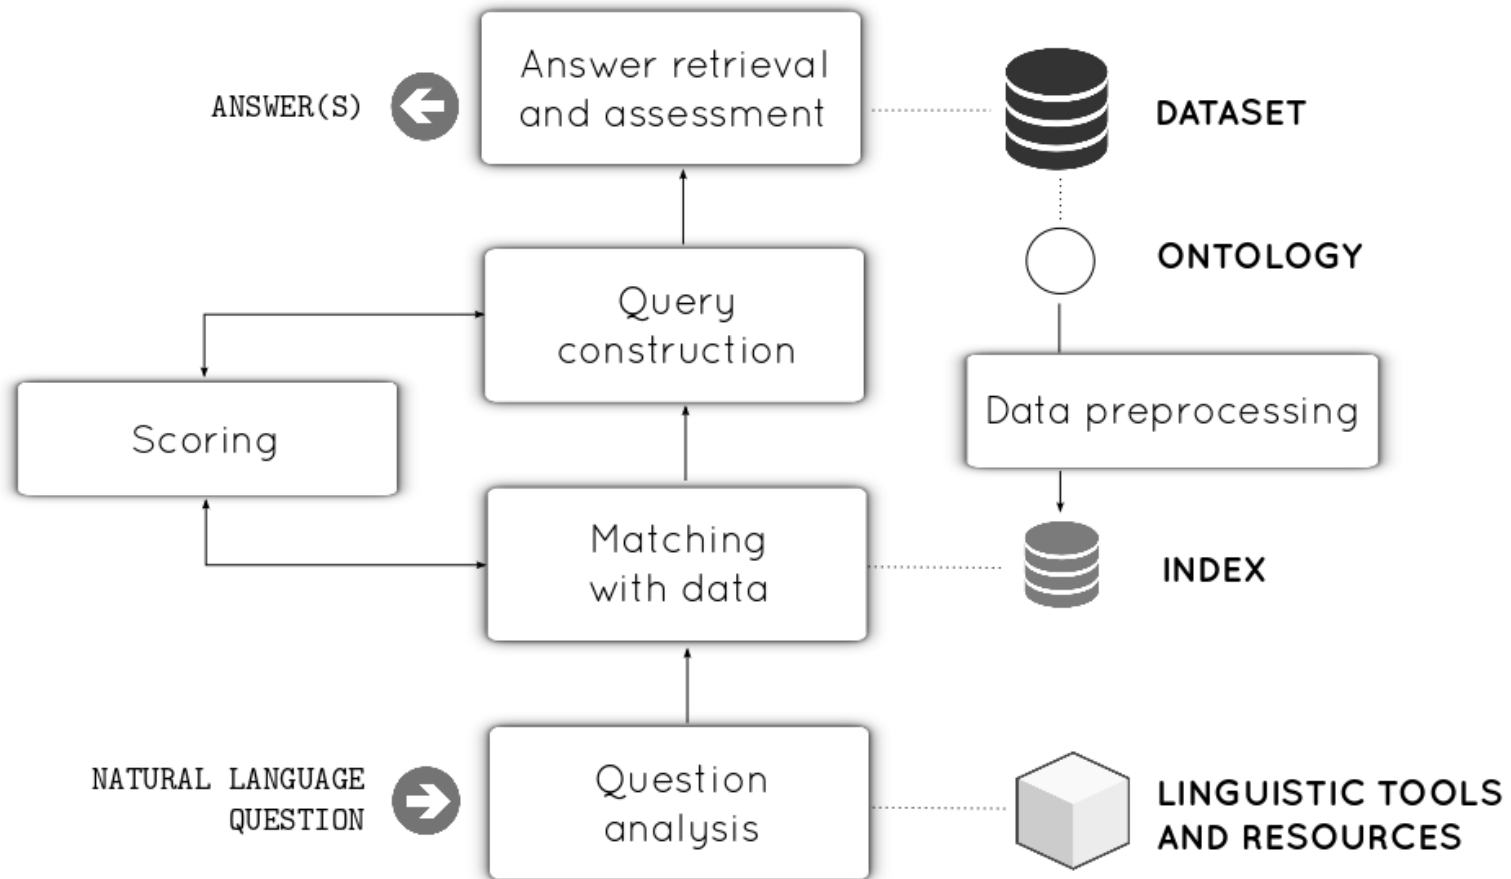 Answer retrieval
and assessment
ANSWER(S)
DATASET
ONTOLOGY
Query
construction
Data preprocessing
Scoring
Matching
with data
INDEX
NATURAL LANGUAGE
QUESTION
Question
analysis
LINGUISTIC TOOLS
AND RESOURCES